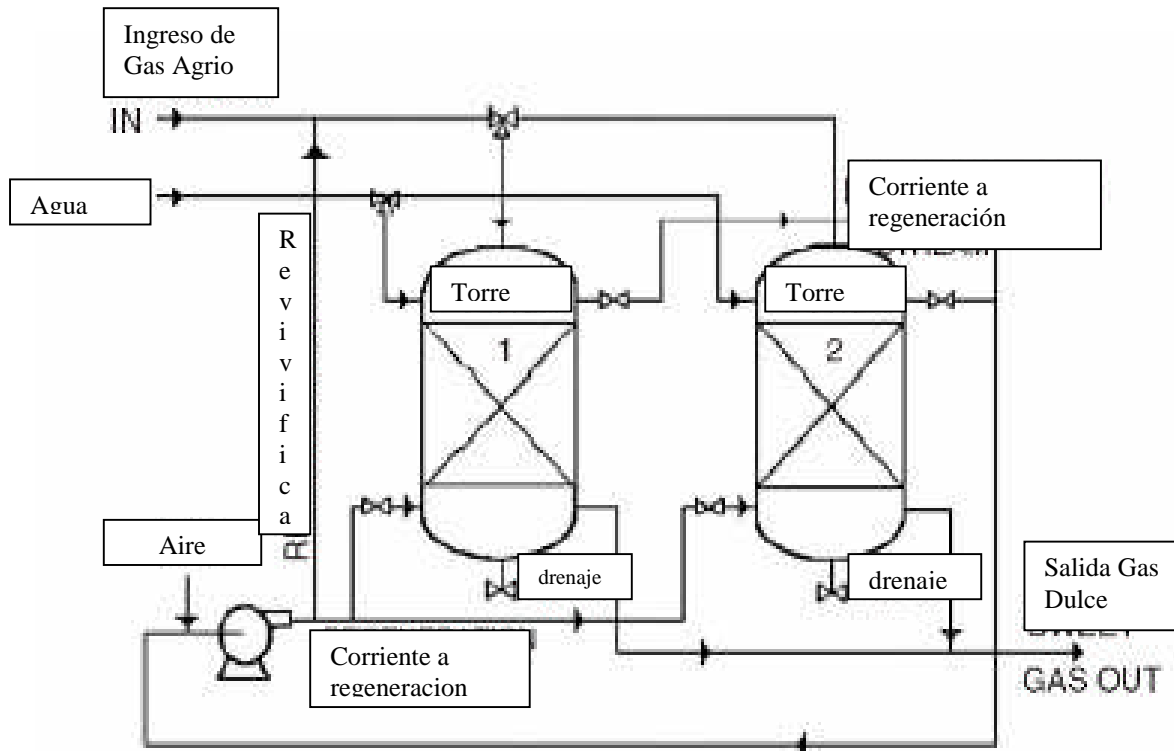 Ingreso de
Gas Agrio
IN
Agua
Corriente a
regeneración
R
e
v
i
v
i
f
i
c
a
Torre
Torre
1
2
Aire
R
drenaje
drenaje
Salida Gas
Dulce
Corriente a
regeneracion
GAS OUT